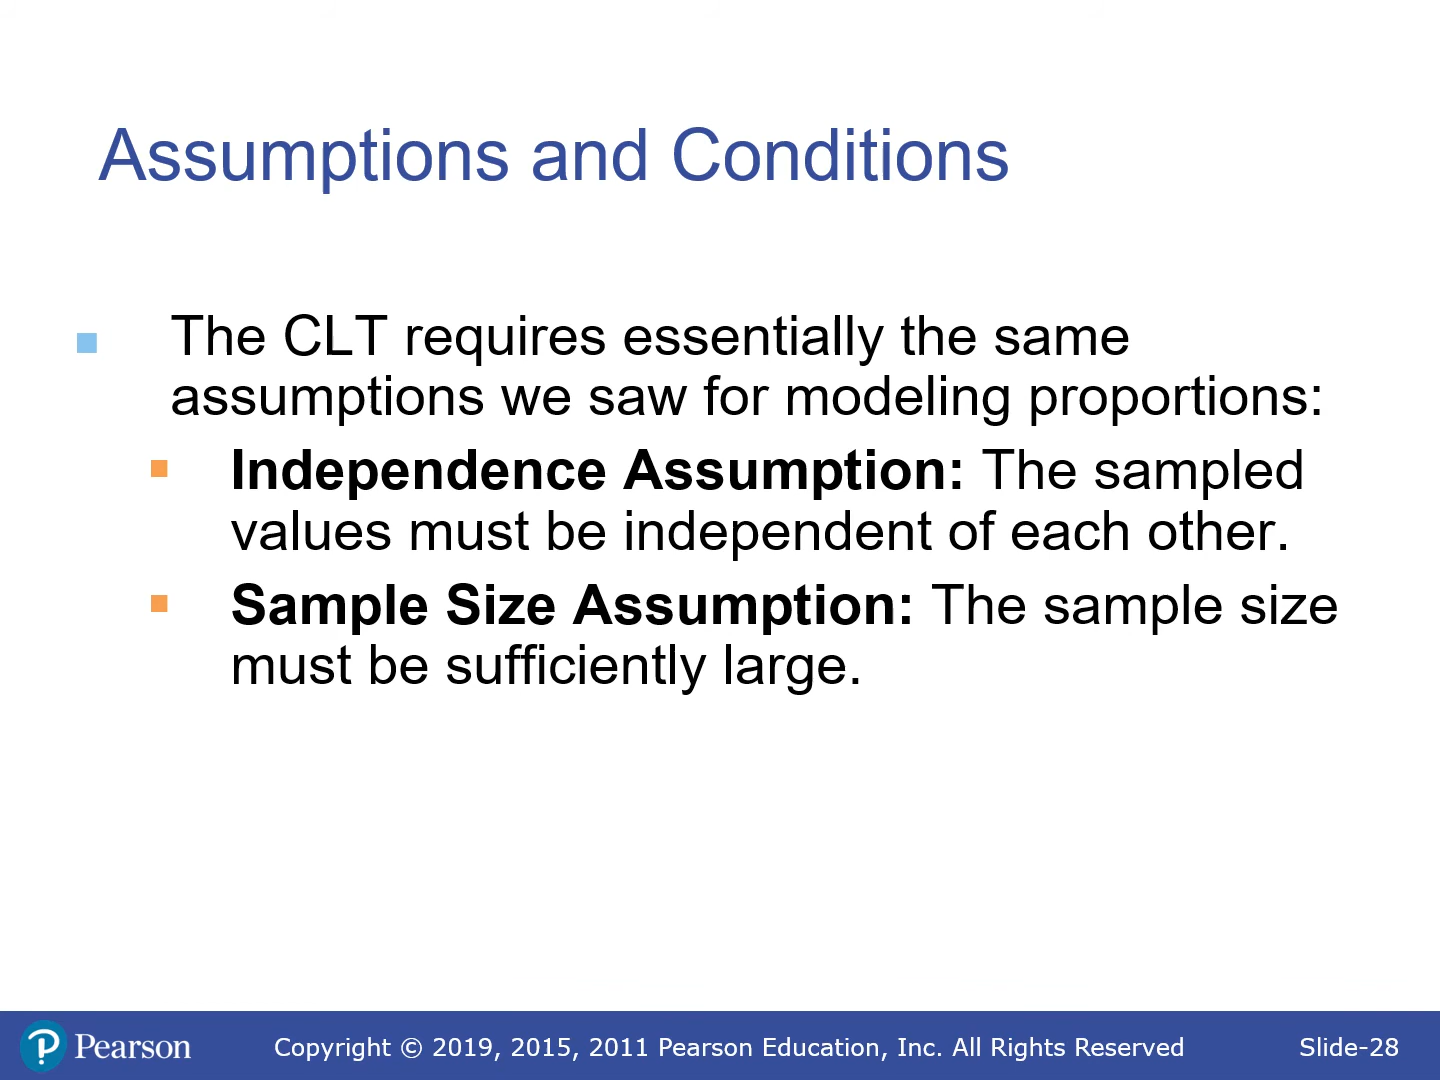 Assumptions and Conditions
The CLT requires essentially the same
assumptions we saw for modeling proportions:
Independence Assumption: The sampled
values must be independent of each other.
Sample Size Assumption: The sample size
must be sufficiently large.
Pearson
Copyright © 2019, 2015, 2011 Pearson Education, Inc. All Rights Reserved
Slide-28